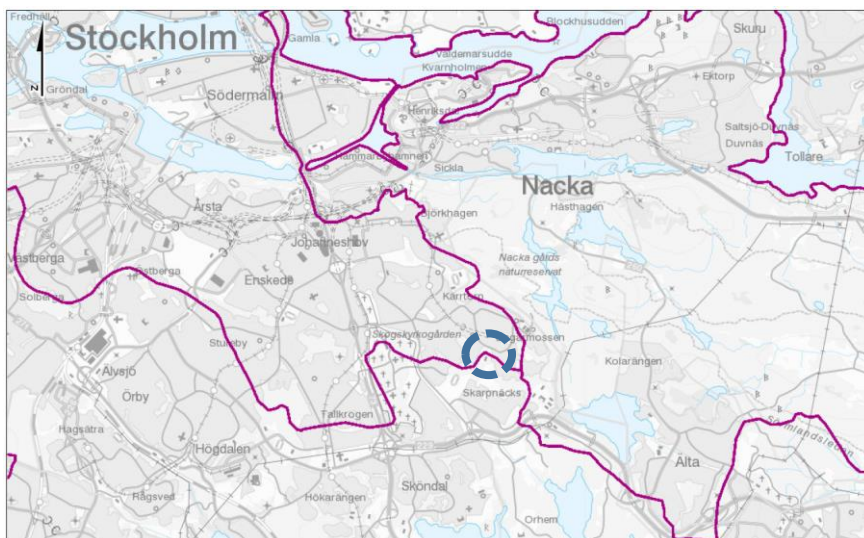 Fredhäll
Stockholm
Gamla
Blockhusudden
Skuru
Valdemarsudde
Kvarnholmen
Ektorp
Gröndal
Södermalm
Henriksdal
N
Saltsjö-Duvnäs
Duvnäs
Tollare
Hammarbyhamnen
Sickla
Nacka
Årsta
Björkhagen
Hästhagen
Johanneshov
Västberga
Östberga
Enskede
Nacka gårds
naturreservat
Solberga
Kärrtorp
Skogskyrkogården
Stureby
Kolarängen
Älvsjö
Örby
Skarpnäcks
Tallkrogen
Hagsätra
Högdalen
Sörmlandsleden
Älta
Rågsved
Hökarängen
Sköndal
Orhem